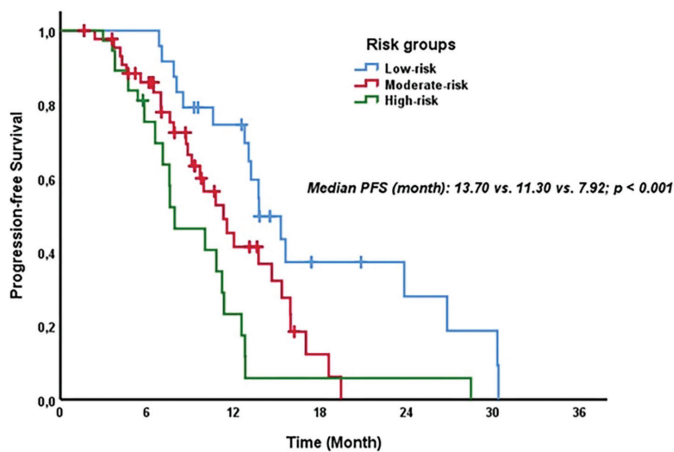 1,0
0,8
0,6
0,4
0,2
0,0
Progression-free Survival
Risk groups
Low-risk
Moderate-risk
High-risk
Median PFS (month): 13.70 vs. 11.30 vs. 7.92; p < 0.001
0 6 12 18 24 30 36
Time (Month)